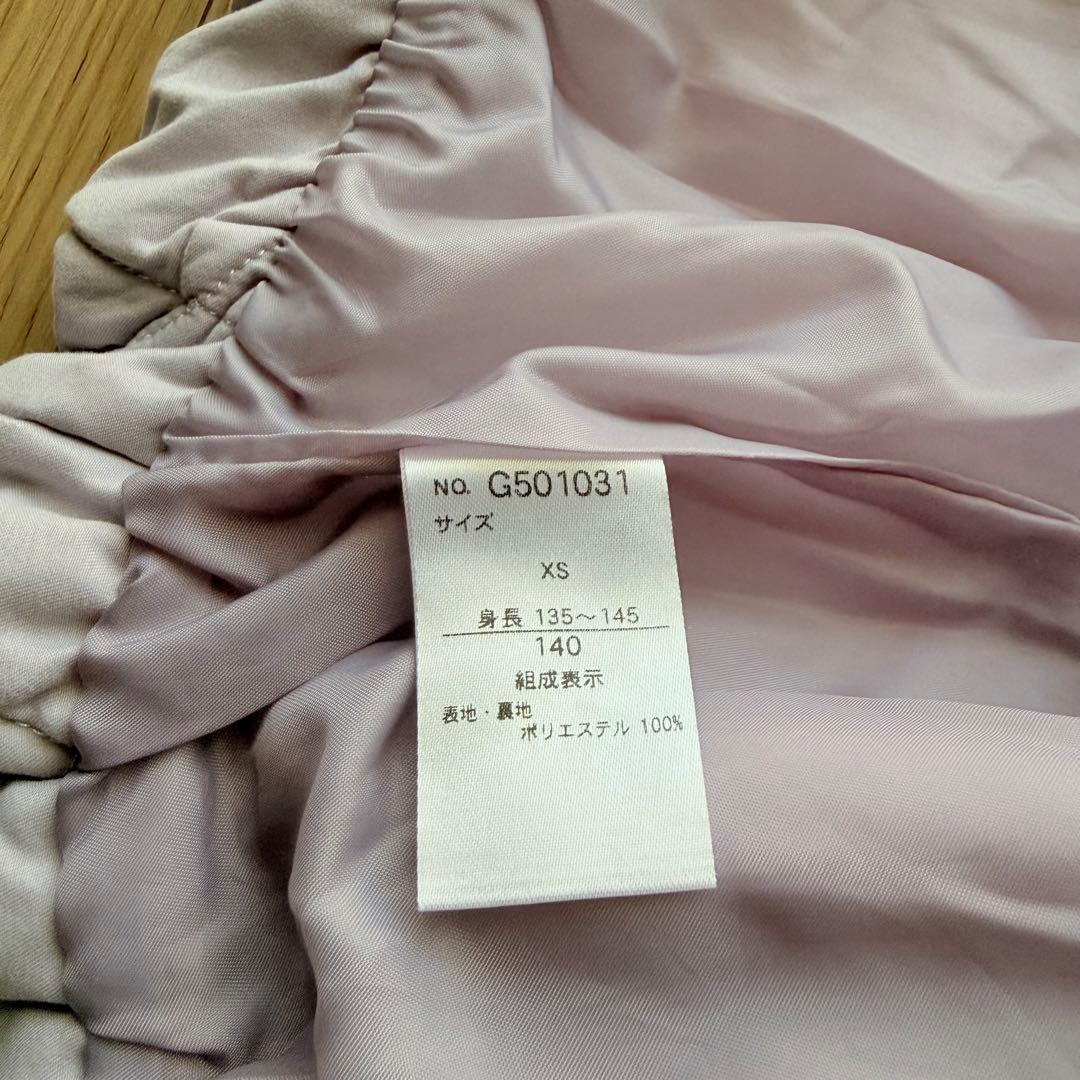 NO. G501031
サイズ
XS
身長 135～145
140
組成表示
表地・裏地
ポリエステル 100%